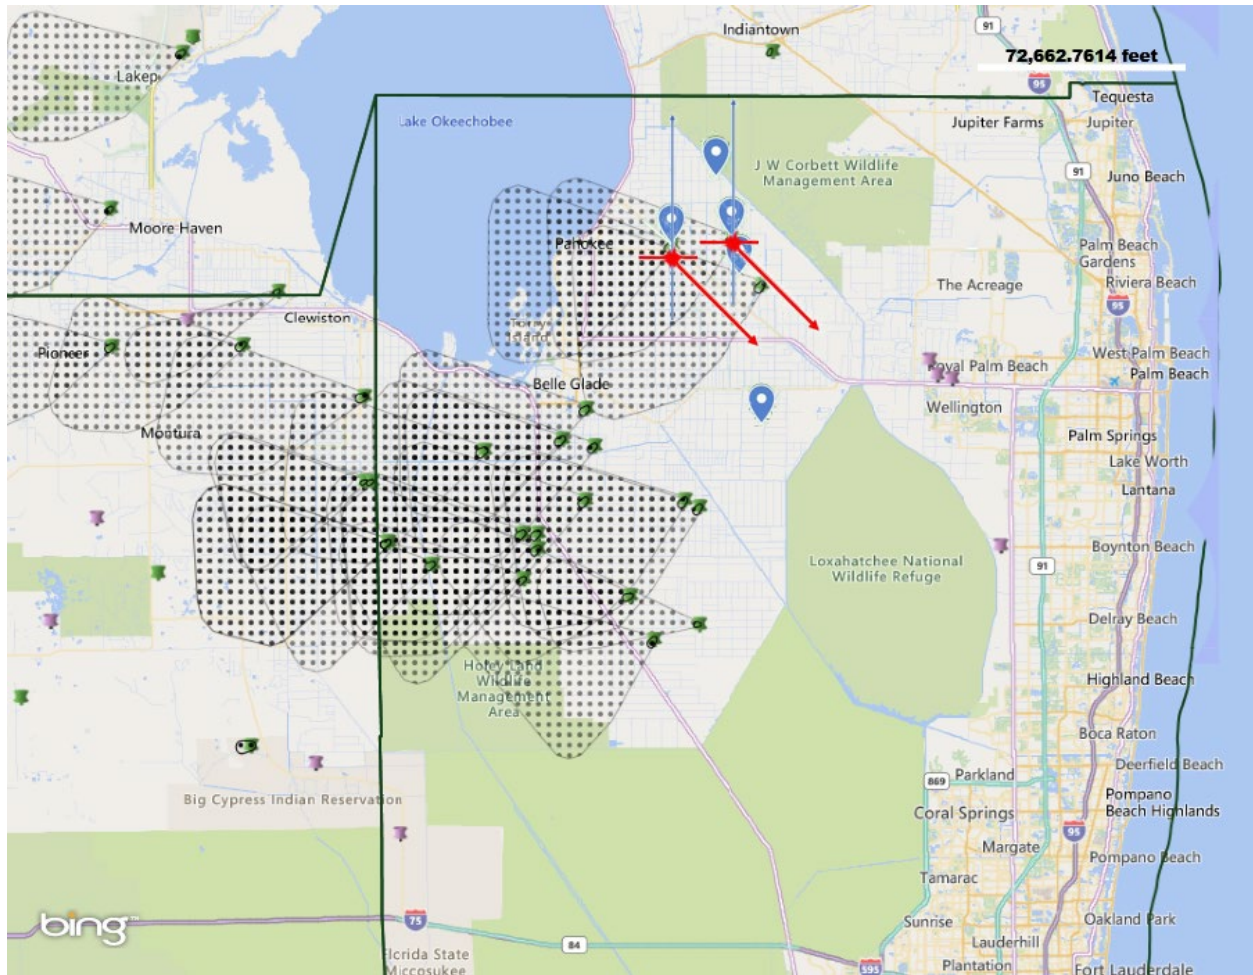 Indiantown
91
72,662.7614 feet
Lakep
95
Tequesta
Lake Okeechobee
Jupiter Farms
Jupiter
J W Corbett Wildlife
Management Area
91
Juno Beach
Moore Haven
Pahokee
Palm Beach
Gardens
The Acreage
Riviera Beach
95
Clewiston
Torry
Island
Pioneer
West Palm Beach
Royal Palm Beach
Palm Beach
Belle Glade
Wellington
Montura
Palm Springs
Lake Worth
Lantana
Boynton Beach
Loxahatchee National
Wildlife Refuge
91
Delray Beach
Holey Land
Wildlife
Management
Area
Highland Beach
Boca Raton
Deerfield Beach
869
Parkland
Big Cypress Indian Reservation
Pompano
Beach Highlands
Coral Springs
95
Margate
Pompano Beach
Tamarac
bing
75
Sunrise
Oakland Park
84
Lauderhill
Florida State
Miccosukee
595
Plantation
Fort Lauderdale